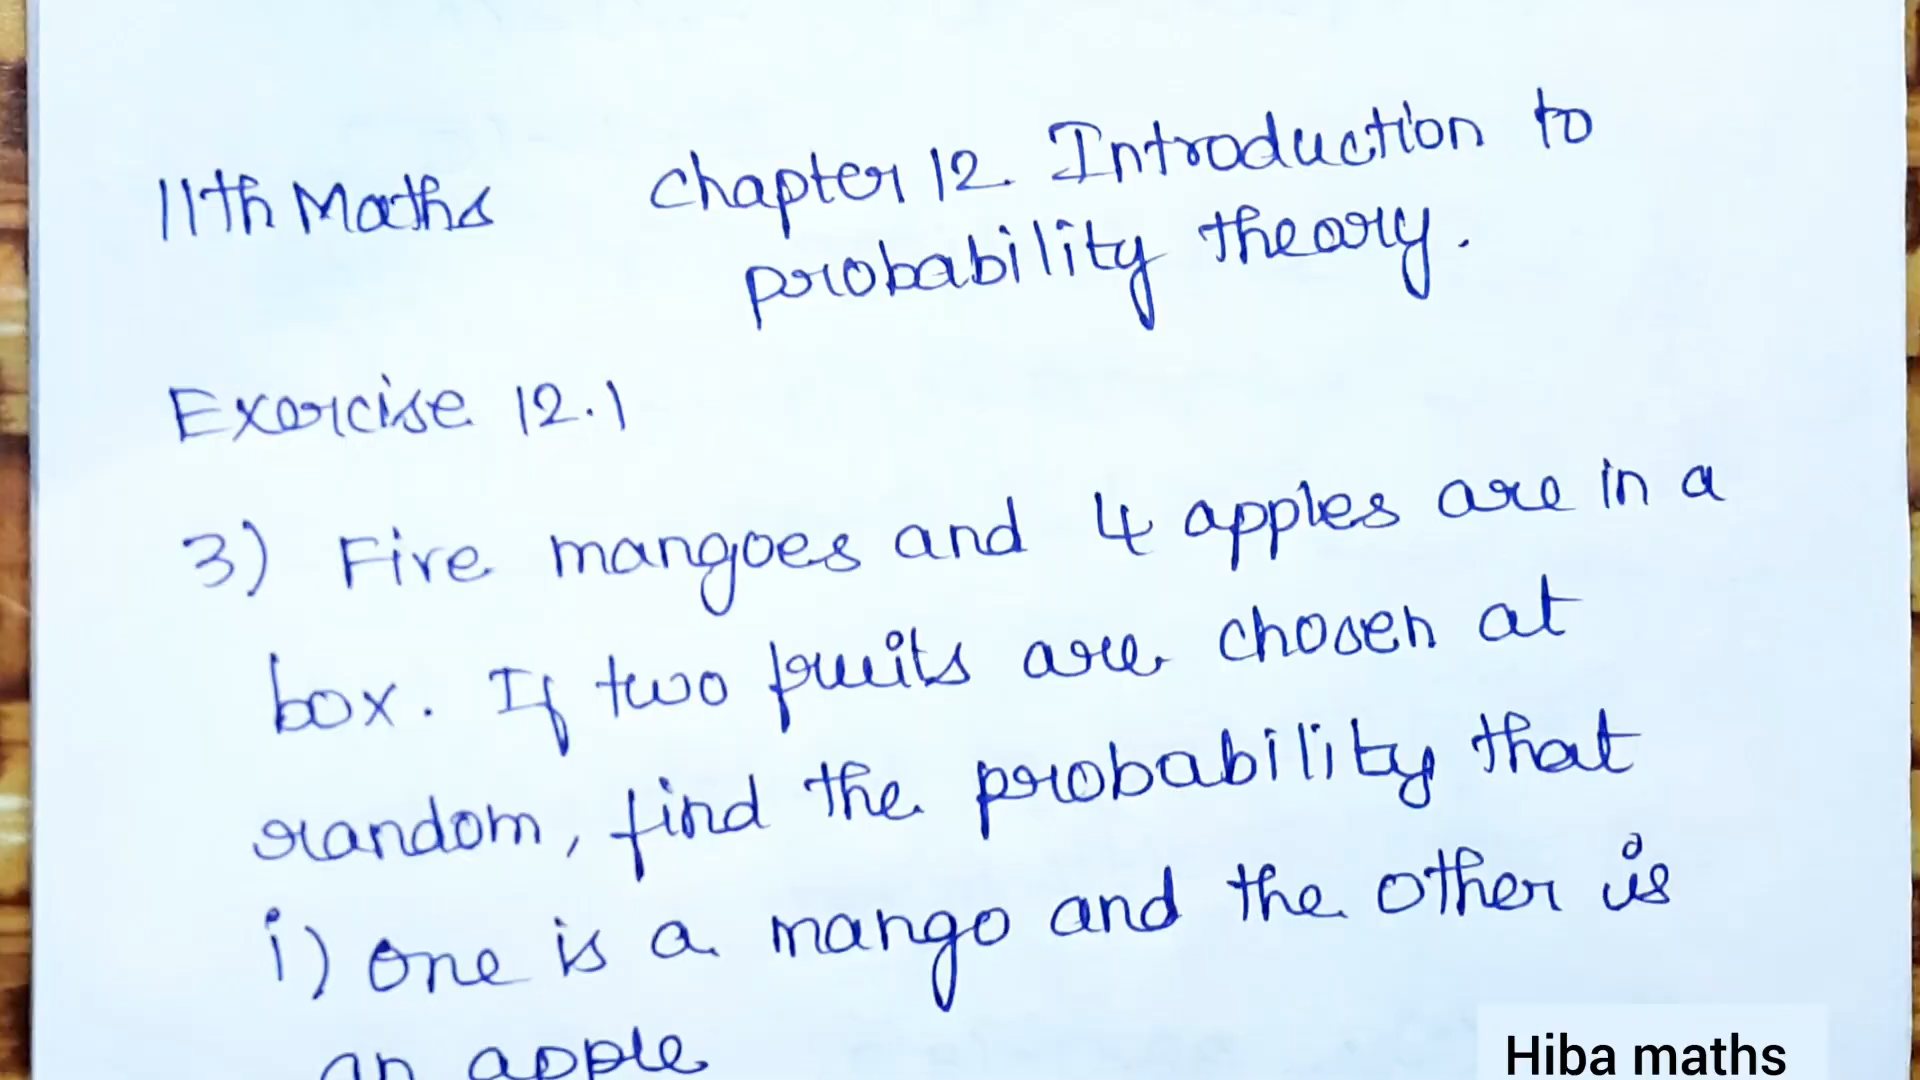 11th Maths Chapter 12. Introduction to
probability theory.
Exercise 12.1
3) Five mangoes and 4 apples are in a
box. If two fruits are chosen at
random, find the probability that
i) one is a mango and the other is
an apple
Hiba maths